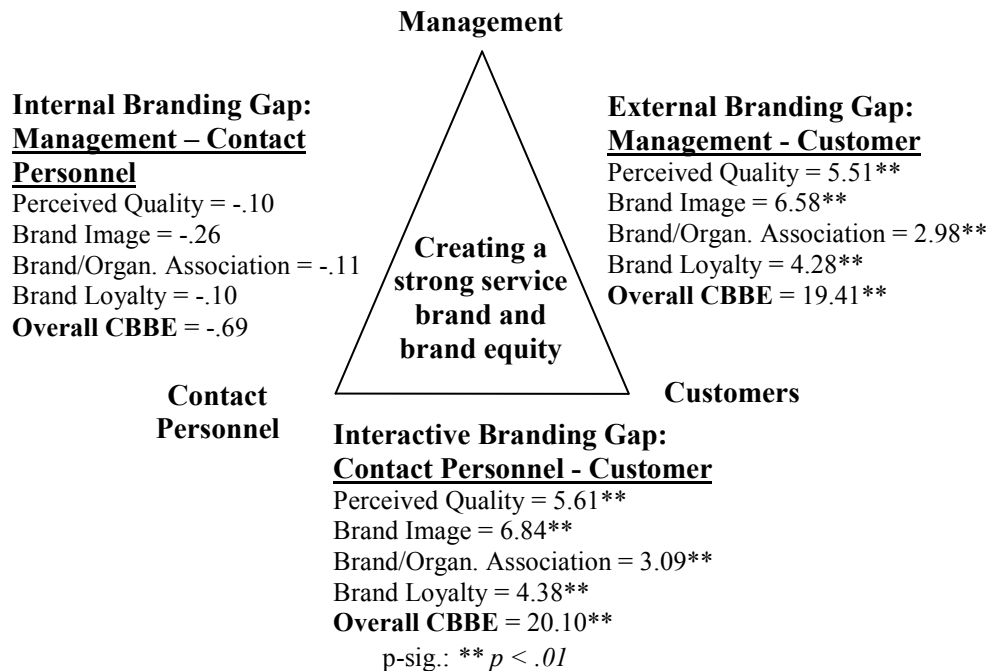 Management
Internal Branding Gap:
Management – Contact
Personnel
Perceived Quality = -.10
Brand Image = -.26
Brand/Organ. Association = -.11
Brand Loyalty = -.10
Overall CBBE = -.69
External Branding Gap:
Management - Customer
Perceived Quality = 5.51**
Brand Image = 6.58**
Brand/Organ. Association = 2.98**
Brand Loyalty = 4.28**
Overall CBBE = 19.41**
Creating a
strong service
brand and
brand equity
Contact
Personnel
Customers
Interactive Branding Gap:
Contact Personnel - Customer
Perceived Quality = 5.61**
Brand Image = 6.84**
Brand/Organ. Association = 3.09**
Brand Loyalty = 4.38**
Overall CBBE = 20.10**
p-sig.: ** p < .01